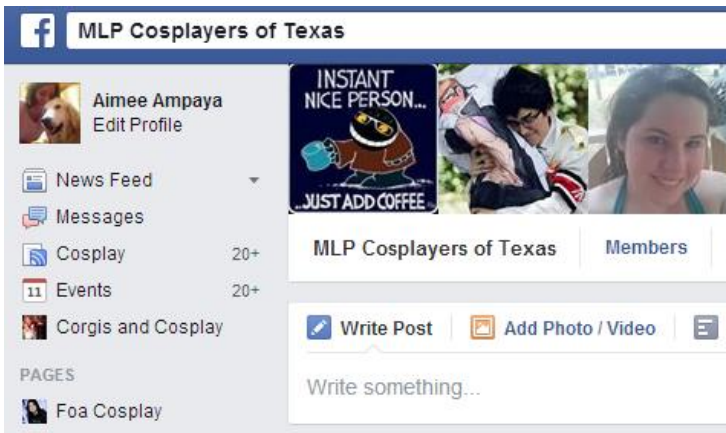 f
MLP Cosplayers of Texas
Aimee Ampaya
Edit Profile
News Feed
Messages
Cosplay 20+
11 Events 20+
Corgis and Cosplay
PAGES
Foa Cosplay
INSTANT
NICE PERSON...
...JUST ADD COFFEE
MLP Cosplayers of Texas Members
Write Post Add Photo / Video
Write something...